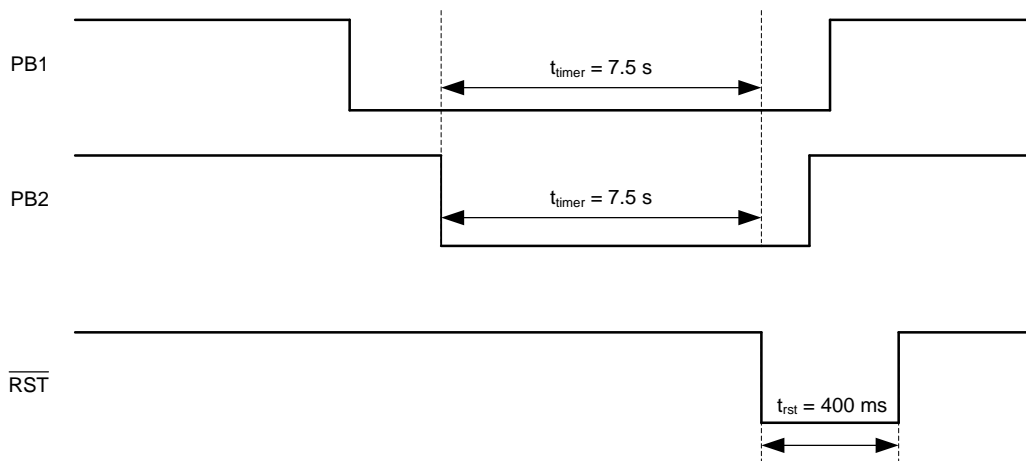 PB1
t_timer = 7.5 s
PB2
t_timer = 7.5 s
RST
t_rst = 400 ms